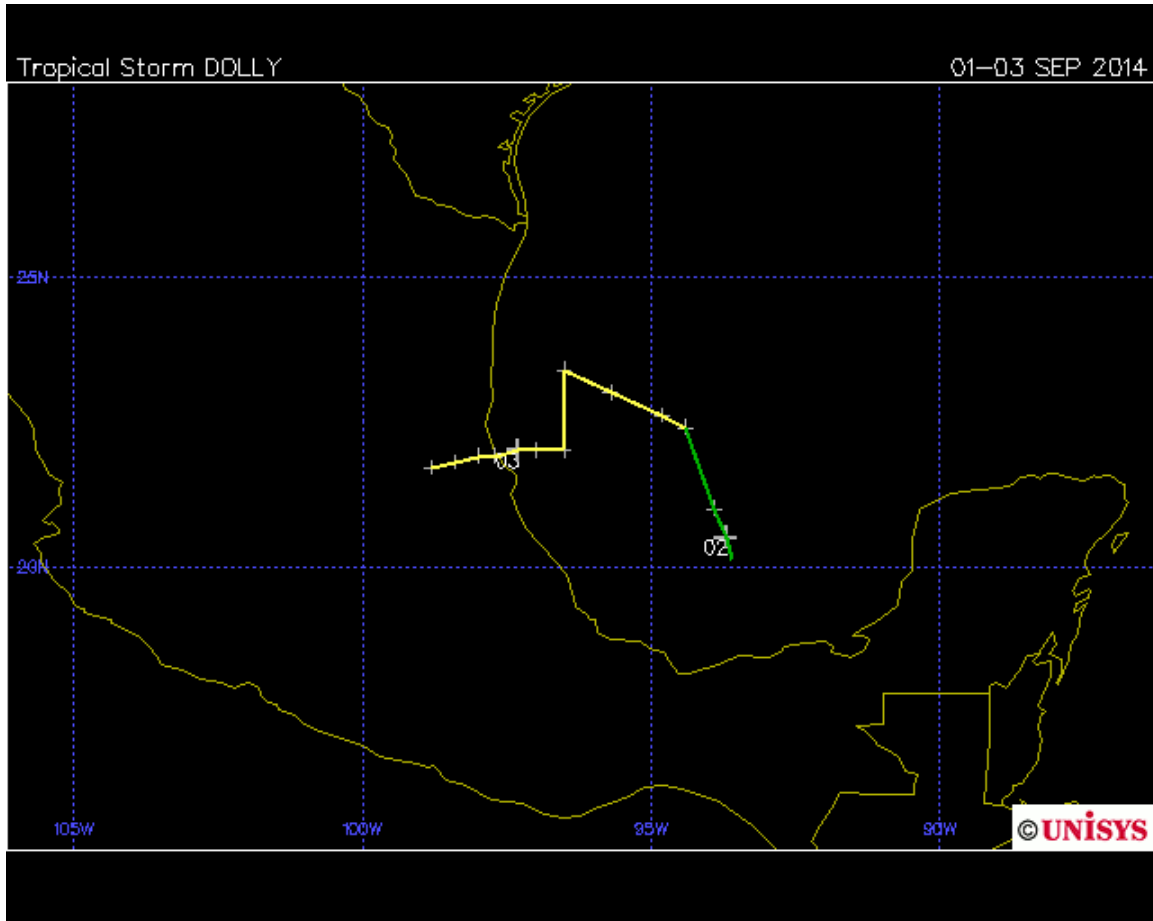 Tropical Storm DOLLY 01-03 SEP 2014
25N
03
02
20N
105W 100W 95W 90W
© UNISYS